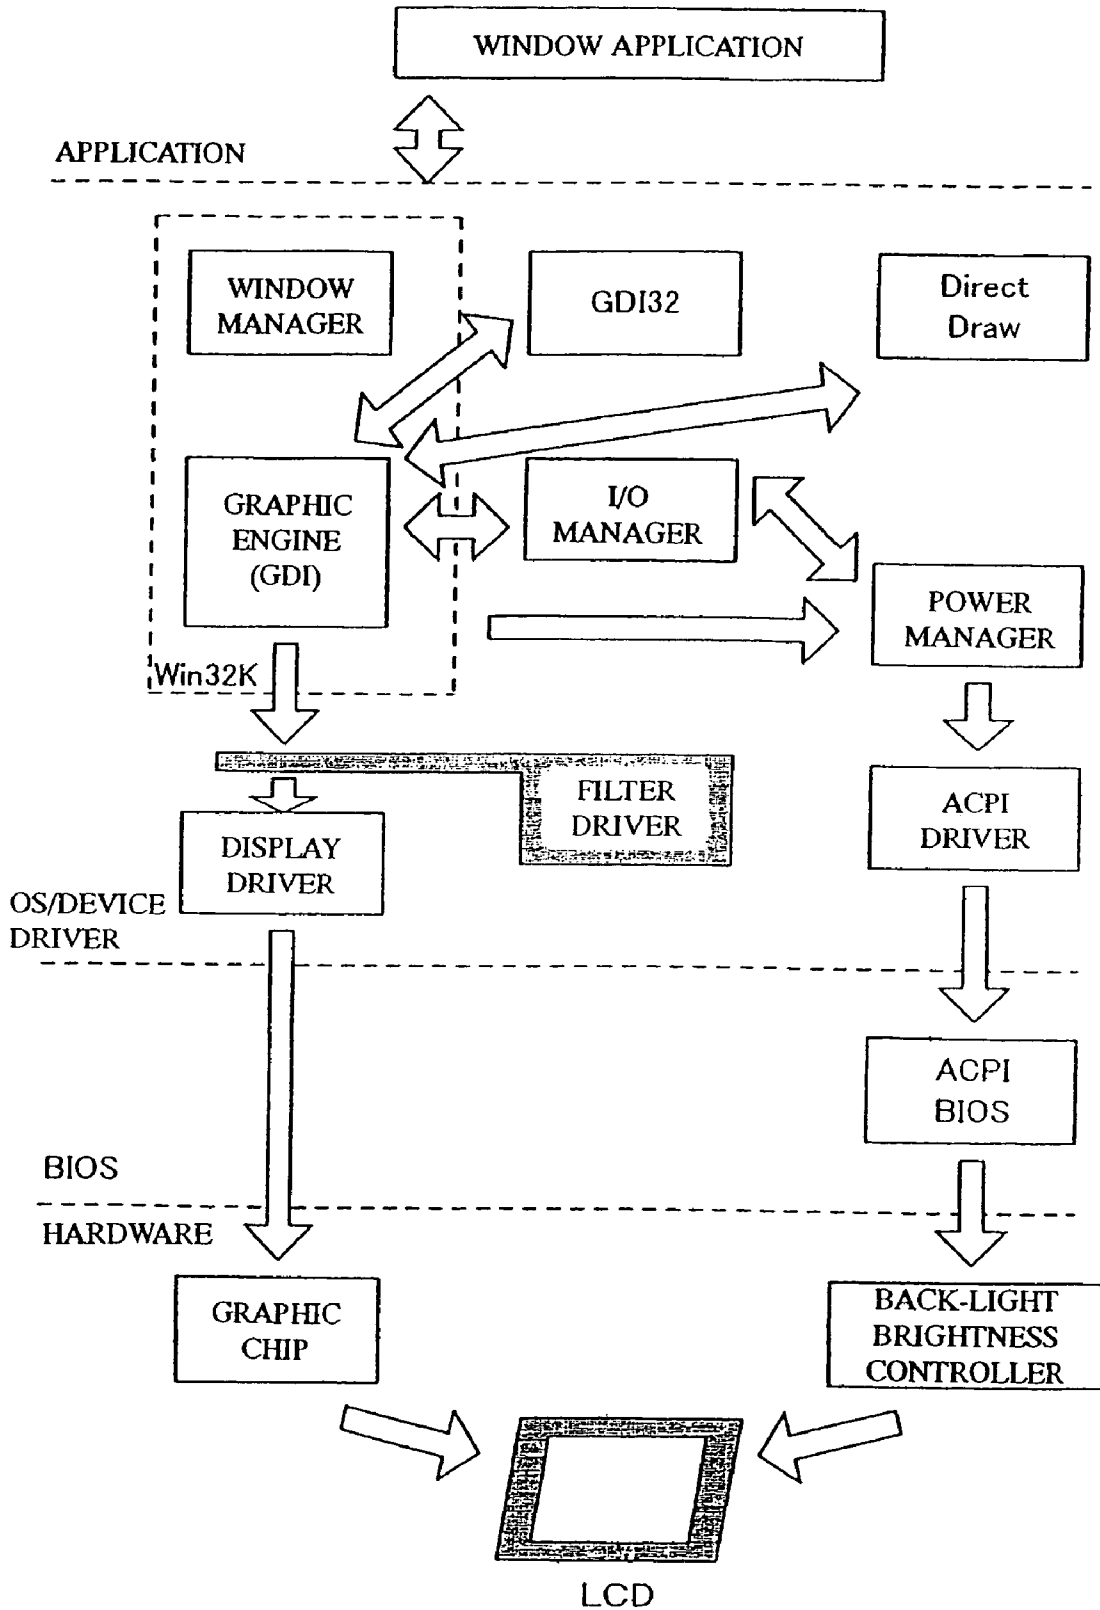 WINDOW APPLICATION
APPLICATION
WINDOW
MANAGER
GDI32
Direct
Draw
GRAPHIC
ENGINE
(GDI)
I/O
MANAGER
POWER
MANAGER
Win32K
FILTER
DRIVER
ACPI
DRIVER
DISPLAY
DRIVER
OS/DEVICE
DRIVER
ACPI
BIOS
BIOS
HARDWARE
GRAPHIC
CHIP
BACK-LIGHT
BRIGHTNESS
CONTROLLER
LCD